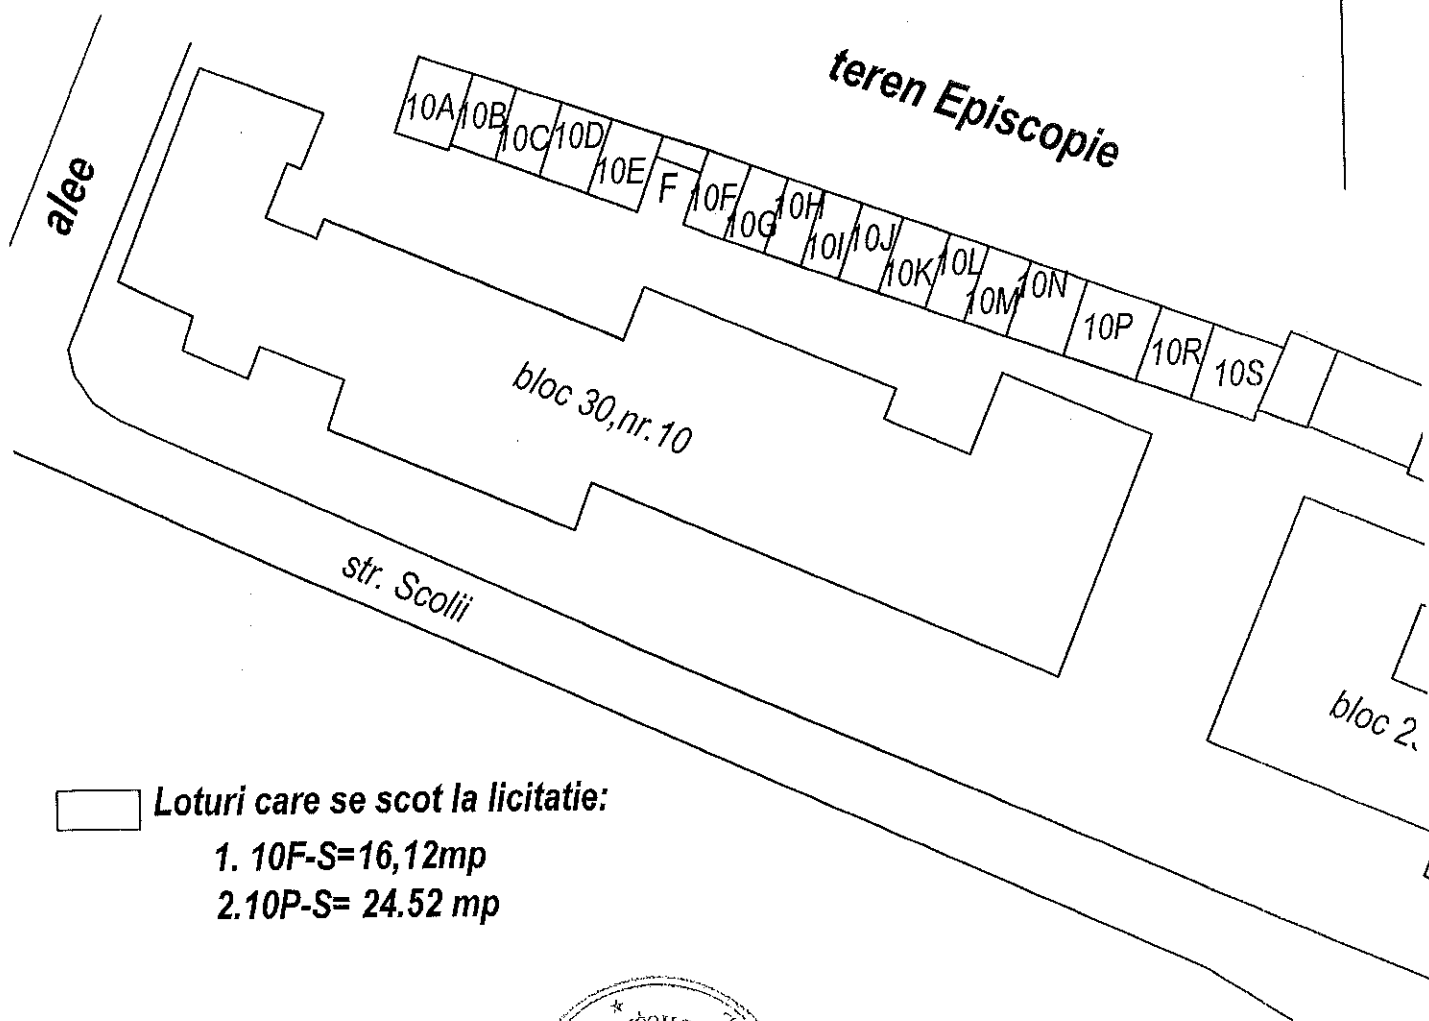 teren Episcopie
alee
10A
10B
10C
10D
10E
F
10F
10G
10H
10I
10J
10K
10L
10M
10N
10P
10R
10S
bloc 30,nr.10
str. Scolii
bloc
Loturi care se scot la licitatie:
1. 10F-S=16,12mp
2.10P-S= 24.52 mp